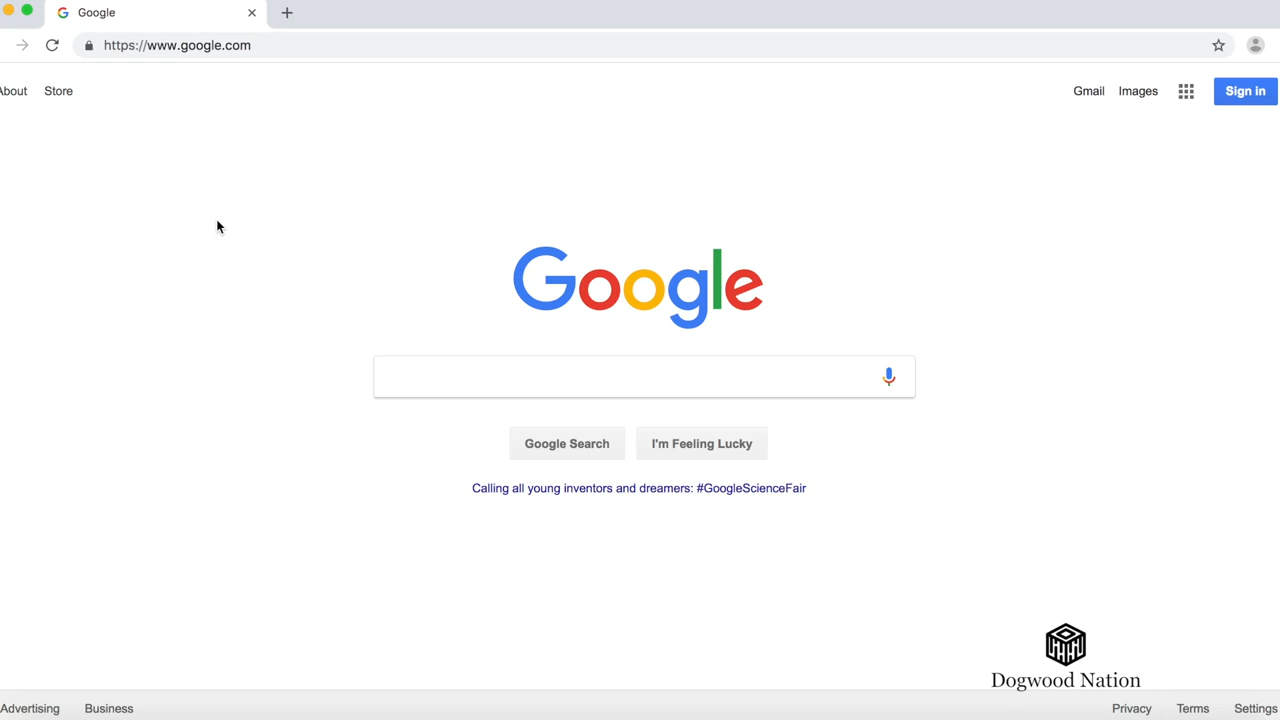 Google
https://www.google.com
About Store
Gmail Images Sign in
Google
Google Search I'm Feeling Lucky
Calling all young inventors and dreamers: #GoogleScienceFair
Dogwood Nation
Advertising Business
Privacy Terms Settings